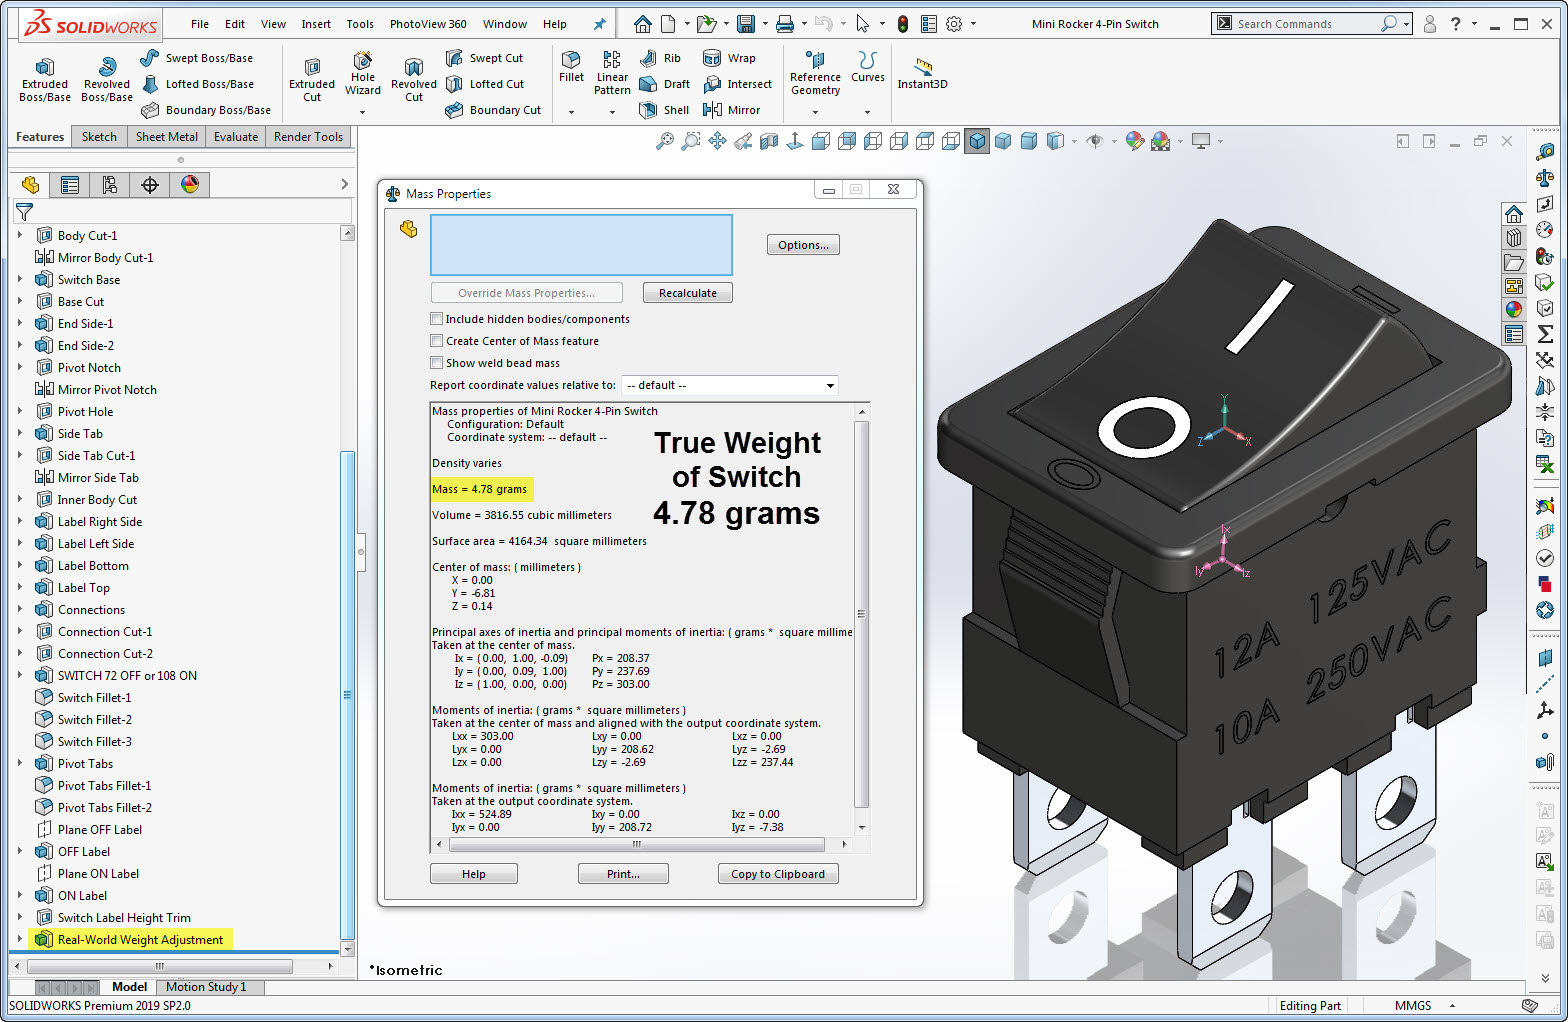 SOLIDWORKS
File Edit View Insert Tools PhotoView 360 Window Help
Mini Rocker 4-Pin Switch
Search Commands
?
Extruded Boss/Base
Revolved Boss/Base
Swept Boss/Base
Lofted Boss/Base
Boundary Boss/Base
Extruded Cut
Hole Wizard
Revolved Cut
Swept Cut
Lofted Cut
Boundary Cut
Fillet
Linear Pattern
Rib
Draft
Shell
Wrap
Intersect
Mirror
Reference Geometry
Curves
Instant3D
Features Sketch Sheet Metal Evaluate Render Tools
Body Cut-1
Mirror Body Cut-1
Switch Base
Base Cut
End Side-1
End Side-2
Pivot Notch
Mirror Pivot Notch
Pivot Hole
Side Tab
Side Tab Cut-1
Mirror Side Tab
Inner Body Cut
Label Right Side
Label Left Side
Label Bottom
Label Top
Connections
Connection Cut-1
Connection Cut-2
SWITCH 72 OFF or 108 ON
Switch Fillet-1
Switch Fillet-2
Switch Fillet-3
Pivot Tabs
Pivot Tabs Fillet-1
Pivot Tabs Fillet-2
Plane OFF Label
OFF Label
Plane ON Label
ON Label
Switch Label Height Trim
Real-World Weight Adjustment
Mass Properties
Options...
Override Mass Properties...
Recalculate
Include hidden bodies/components
Create Center of Mass feature
Show weld bead mass
Report coordinate values relative to: -- default --
Mass properties of Mini Rocker 4-Pin Switch
Configuration: Default
Coordinate system: -- default --
Density varies
Mass = 4.78 grams
Volume = 3816.55 cubic millimeters
Surface area = 4164.34 square millimeters
Center of mass: ( millimeters )
X = 0.00
Y = -6.81
Z = 0.14
Principal axes of inertia and principal moments of inertia: ( grams * square millime
Taken at the center of mass.
Ix = ( 0.00, 1.00, -0.09) Px = 208.37
Iy = ( 0.00, 0.09, 1.00) Py = 237.69
Iz = ( 1.00, 0.00, 0.00) Pz = 303.00
Moments of inertia: ( grams * square millimeters )
Taken at the center of mass and aligned with the output coordinate system.
Lxx = 303.00 Lxy = 0.00 Lxz = 0.00
Lyx = 0.00 Lyy = 208.62 Lyz = -2.69
Lzx = 0.00 Lzy = -2.69 Lzz = 237.44
Moments of inertia: ( grams * square millimeters )
Taken at the output coordinate system.
Ixx = 524.89 Ixy = 0.00 Ixz = 0.00
Iyx = 0.00 Iyy = 208.72 Iyz = -7.38
True Weight
of Switch
4.78 grams
Help Print... Copy to Clipboard
Y
Z X
Ix
Iy Iz
12A 125VAC
10A 250VAC
*Isometric
Model Motion Study 1
SOLIDWORKS Premium 2019 SP2.0
Editing Part MMGS